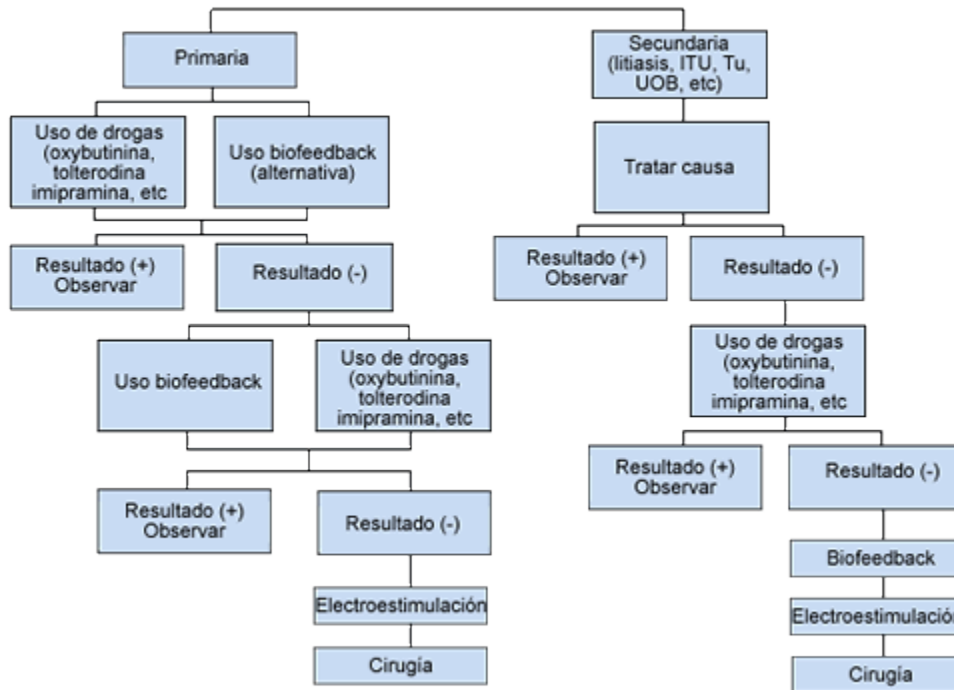 Primaria
Secundaria
(litiasis, ITU, Tu,
UOB, etc)
Uso de drogas
(oxybutinina,
tolterodina
imipramina, etc
Uso biofeedback
(alternativa)
Tratar causa
Resultado (+)
Observar
Resultado (-)
Resultado (+)
Observar
Resultado (-)
Uso biofeedback
Uso de drogas
(oxybutinina,
tolterodina
imipramina, etc
Uso de drogas
(oxybutinina,
tolterodina
imipramina, etc
Resultado (+)
Observar
Resultado (-)
Resultado (+)
Observar
Resultado (-)
Electroestimulación
Cirugía
Biofeedback
Electroestimulación
Cirugía